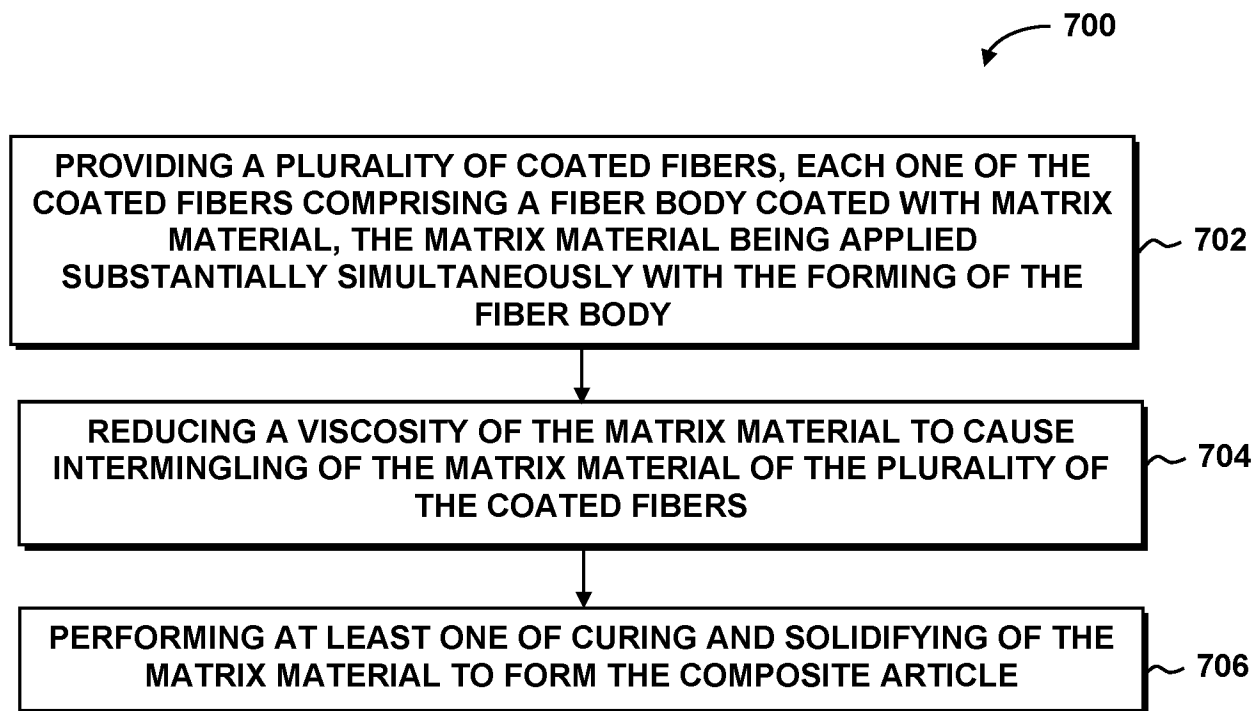 700
PROVIDING A PLURALITY OF COATED FIBERS, EACH ONE OF THE
COATED FIBERS COMPRISING A FIBER BODY COATED WITH MATRIX
MATERIAL, THE MATRIX MATERIAL BEING APPLIED
SUBSTANTIALLY SIMULTANEOUSLY WITH THE FORMING OF THE
FIBER BODY
702
REDUCING A VISCOSITY OF THE MATRIX MATERIAL TO CAUSE
INTERMINGLING OF THE MATRIX MATERIAL OF THE PLURALITY OF
THE COATED FIBERS
704
PERFORMING AT LEAST ONE OF CURING AND SOLIDIFYING OF THE
MATRIX MATERIAL TO FORM THE COMPOSITE ARTICLE
706